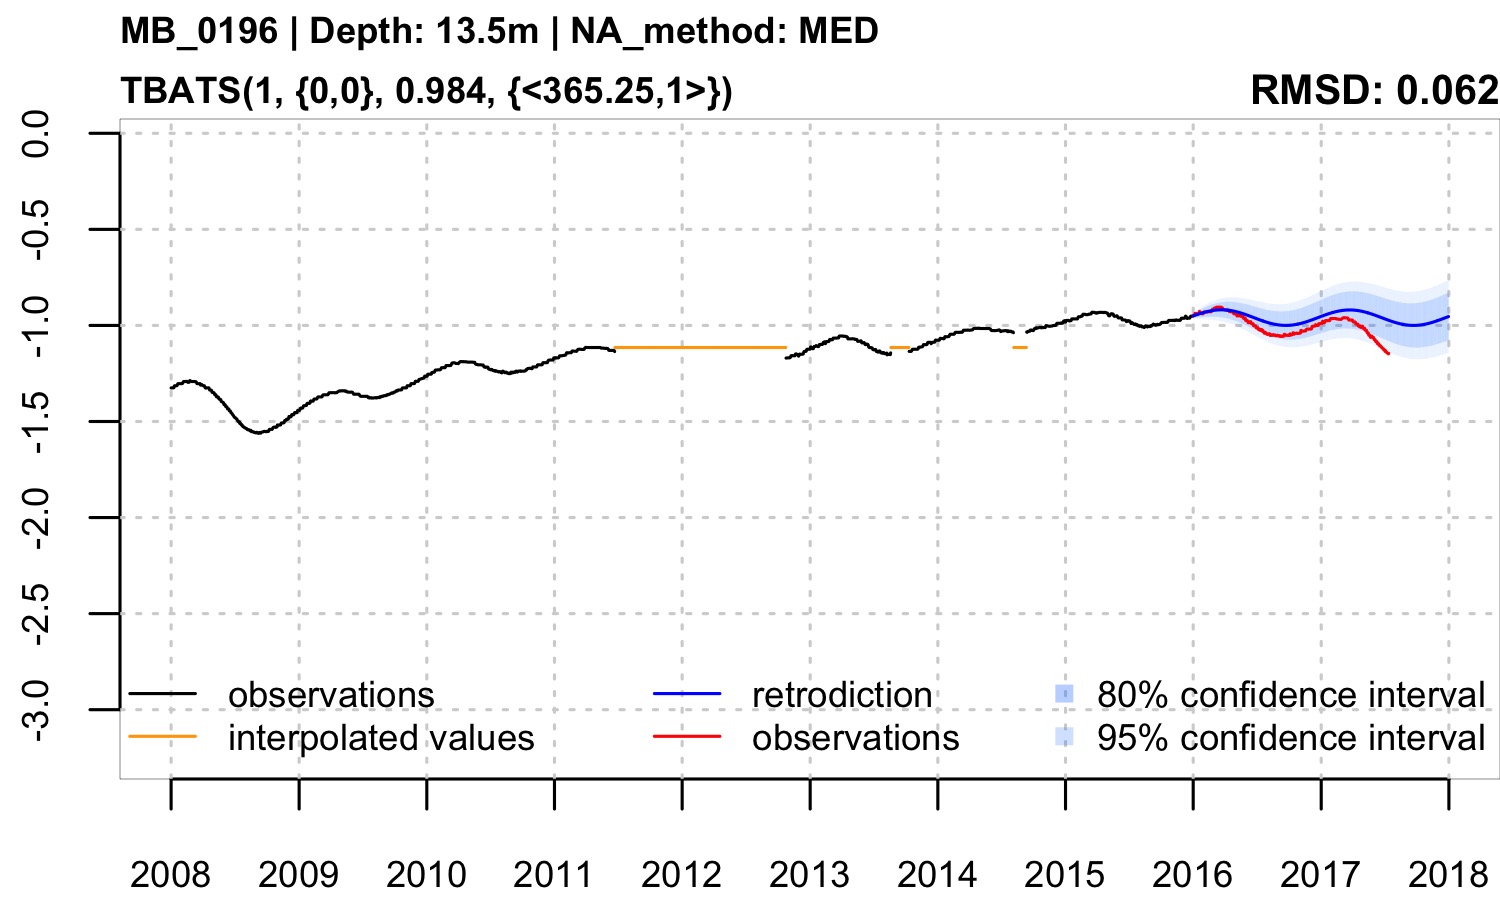 MB_0196 | Depth: 13.5m | NA_method: MED
TBATS(1, {0,0}, 0.984, {<365.25,1>})
RMSD: 0.062
0.0
-0.5
-1.0
-1.5
-2.0
-2.5
-3.0
observations
retrodiction
80% confidence interval
interpolated values
observations
95% confidence interval
2008 2009 2010 2011 2012 2013 2014 2015 2016 2017 2018